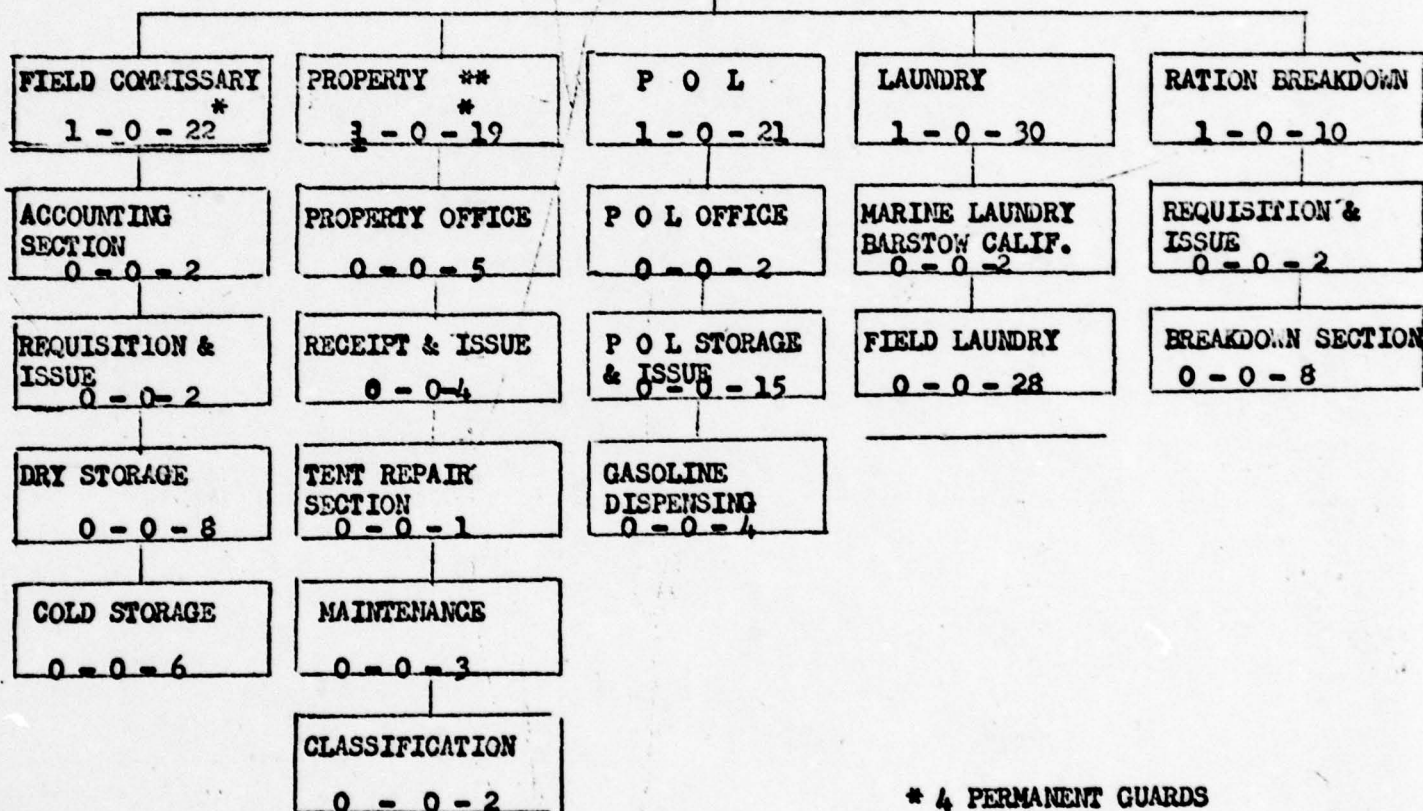 FIELD COMMISSARY
*
1 - 0 - 22
ACCOUNTING
SECTION
0 - 0 - 2
REQUISITION &
ISSUE
0 - 0 - 2
DRY STORAGE
0 - 0 - 8
COLD STORAGE
0 - 0 - 6
PROPERTY **
*
1 - 0 - 19
PROPERTY OFFICE
0 - 0 - 5
RECEIPT & ISSUE
0 - 0-4
TENT REPAIR
SECTION
0 - 0 - 1
MAINTENANCE
0 - 0 - 3
CLASSIFICATION
0 - 0 - 2
P O L
1 - 0 - 21
P O L OFFICE
0 - 0 - 2
P O L STORAGE
& ISSUE
0 - 0 - 15
GASOLINE
DISPENSING
0 - 0 - 4
LAUNDRY
1 - 0 - 30
MARINE LAUNDRY
BARSTOW CALIF.
0 - 0 -2
FIELD LAUNDRY
0 - 0 - 28
RATION BREAKDOWN
1 - 0 - 10
REQUISITION &
ISSUE
0 - 0 - 2
BREAKDOWN SECTION
0 - 0 - 8
* 4 PERMANENT GUARDS